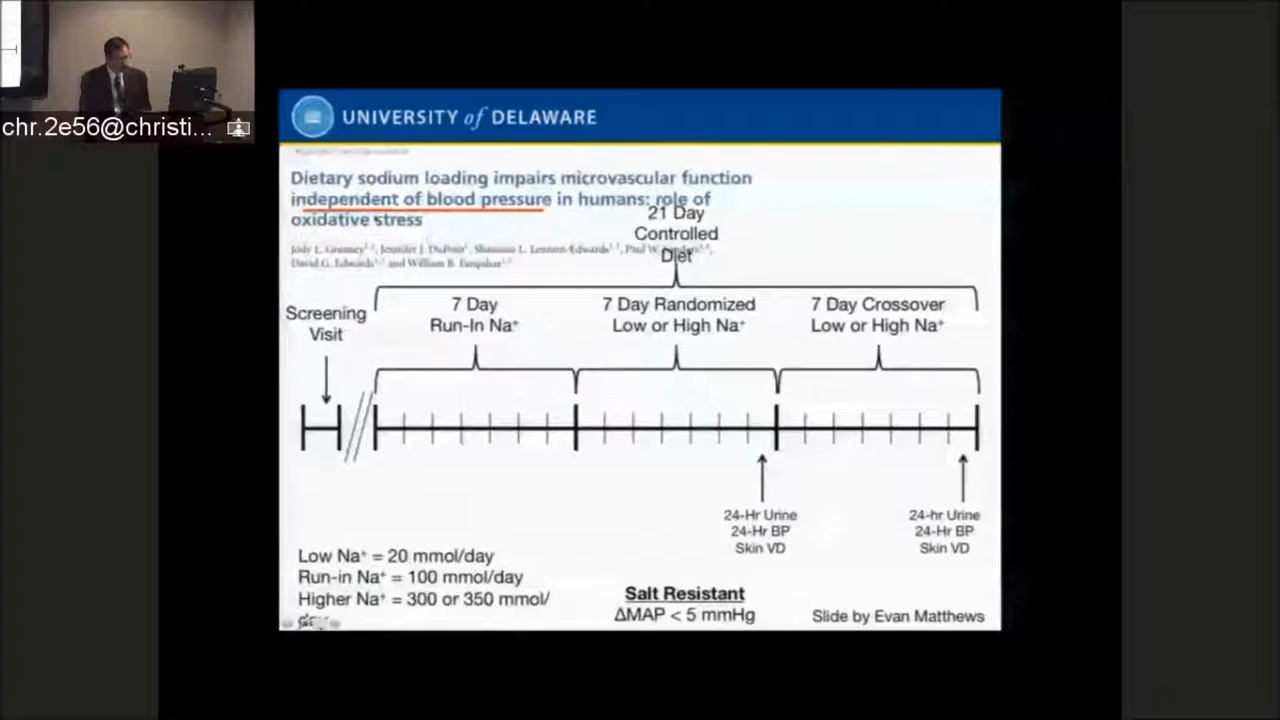 chr.2e56@christi...
UNIVERSITY of DELAWARE
Dietary sodium loading impairs microvascular function
independent of blood pressure in humans: role of
oxidative stress
Jody L. Greaney, Jennifer J. DuPont, Shannon L. Lennon-Edwards, Paul W. Sanders,
David G. Edwards and William B. Farquhar
21 Day
Controlled
Diet
Screening
Visit
7 Day
Run-In Na⁺
7 Day Randomized
Low or High Na⁺
7 Day Crossover
Low or High Na⁺
24-Hr Urine
24-Hr BP
Skin VD
24-hr Urine
24-Hr BP
Skin VD
Low Na⁺ = 20 mmol/day
Run-in Na⁺ = 100 mmol/day
Higher Na⁺ = 300 or 350 mmol/
day
Salt Resistant
ΔMAP < 5 mmHg
Slide by Evan Matthews